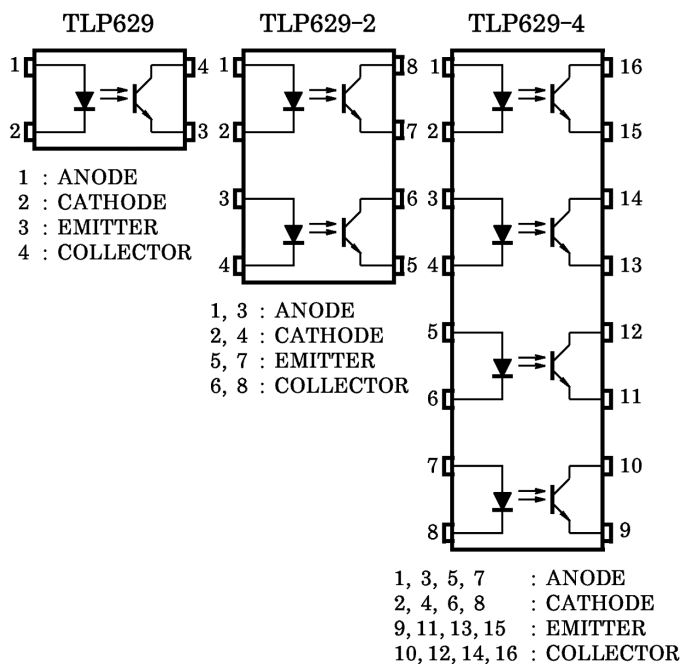 TLP629
1
4
2
3
1 : ANODE
2 : CATHODE
3 : EMITTER
4 : COLLECTOR
TLP629-2
1
8
2
7
3
6
4
5
1, 3 : ANODE
2, 4 : CATHODE
5, 7 : EMITTER
6, 8 : COLLECTOR
TLP629-4
1
16
2
15
3
14
4
13
5
12
6
11
7
10
8
9
1, 3, 5, 7 : ANODE
2, 4, 6, 8 : CATHODE
9, 11, 13, 15 : EMITTER
10, 12, 14, 16 : COLLECTOR